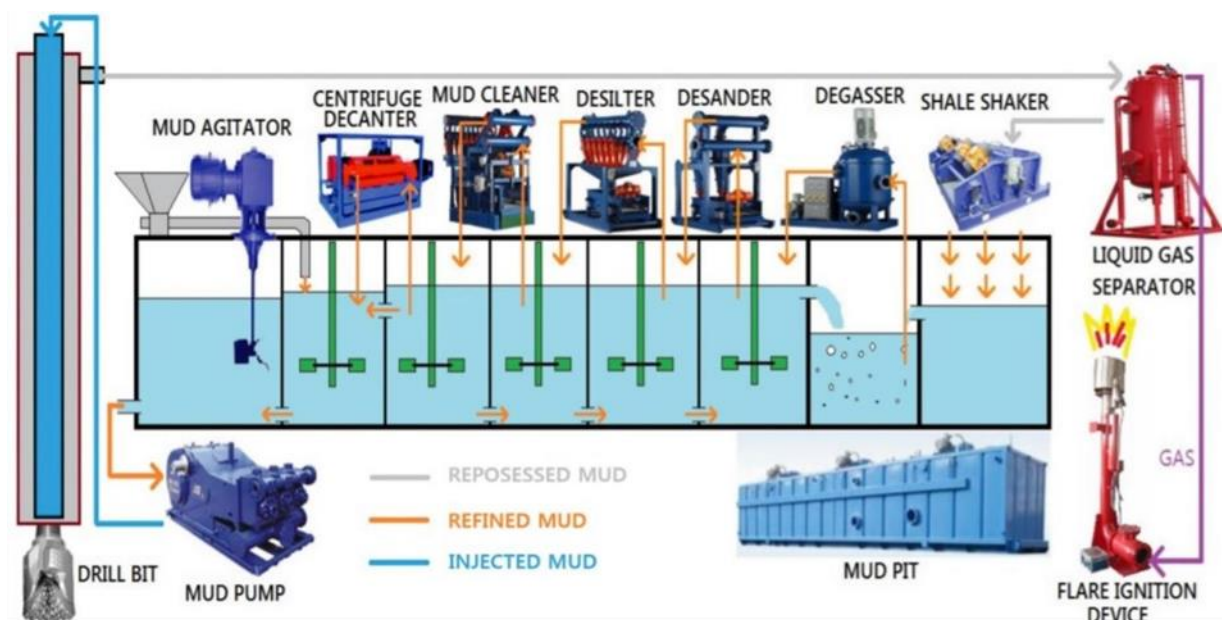 MUD AGITATOR
CENTRIFUGE
DECANTER
MUD CLEANER
DESILTER
DESANDER
DEGASSER
SHALE SHAKER
LIQUID GAS
SEPARATOR
GAS
REPOSESSED MUD
REFINED MUD
INJECTED MUD
DRILL BIT
MUD PUMP
MUD PIT
FLARE IGNITION
DEVICE